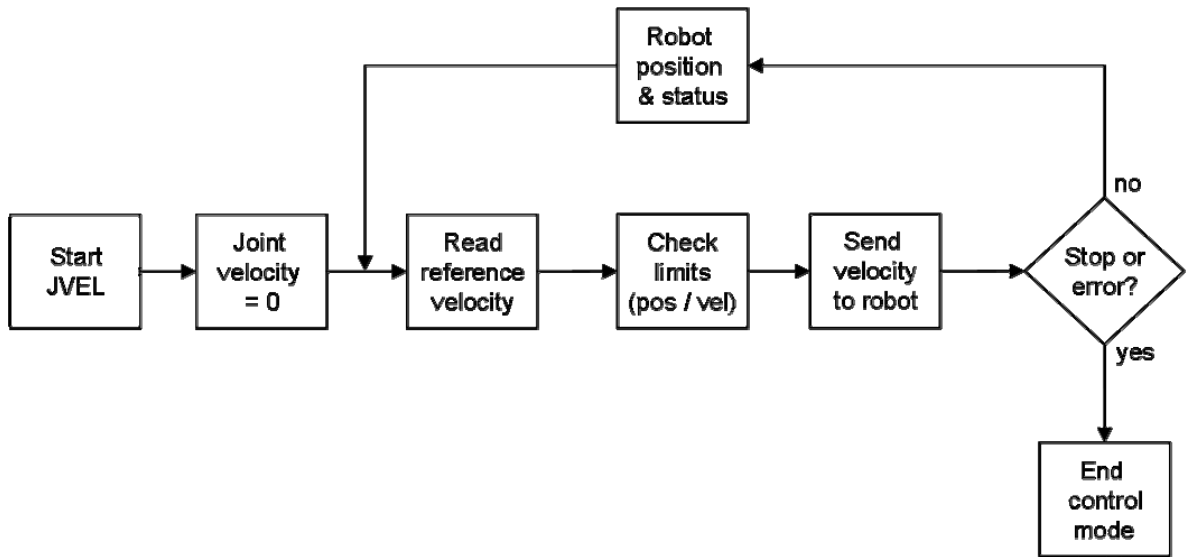 Robot
position
& status
no
Start
JVEL
Joint
velocity
= 0
Read
reference
velocity
Check
limits
(pos / vel)
Send
velocity
to robot
Stop or
error?
yes
End
control
mode